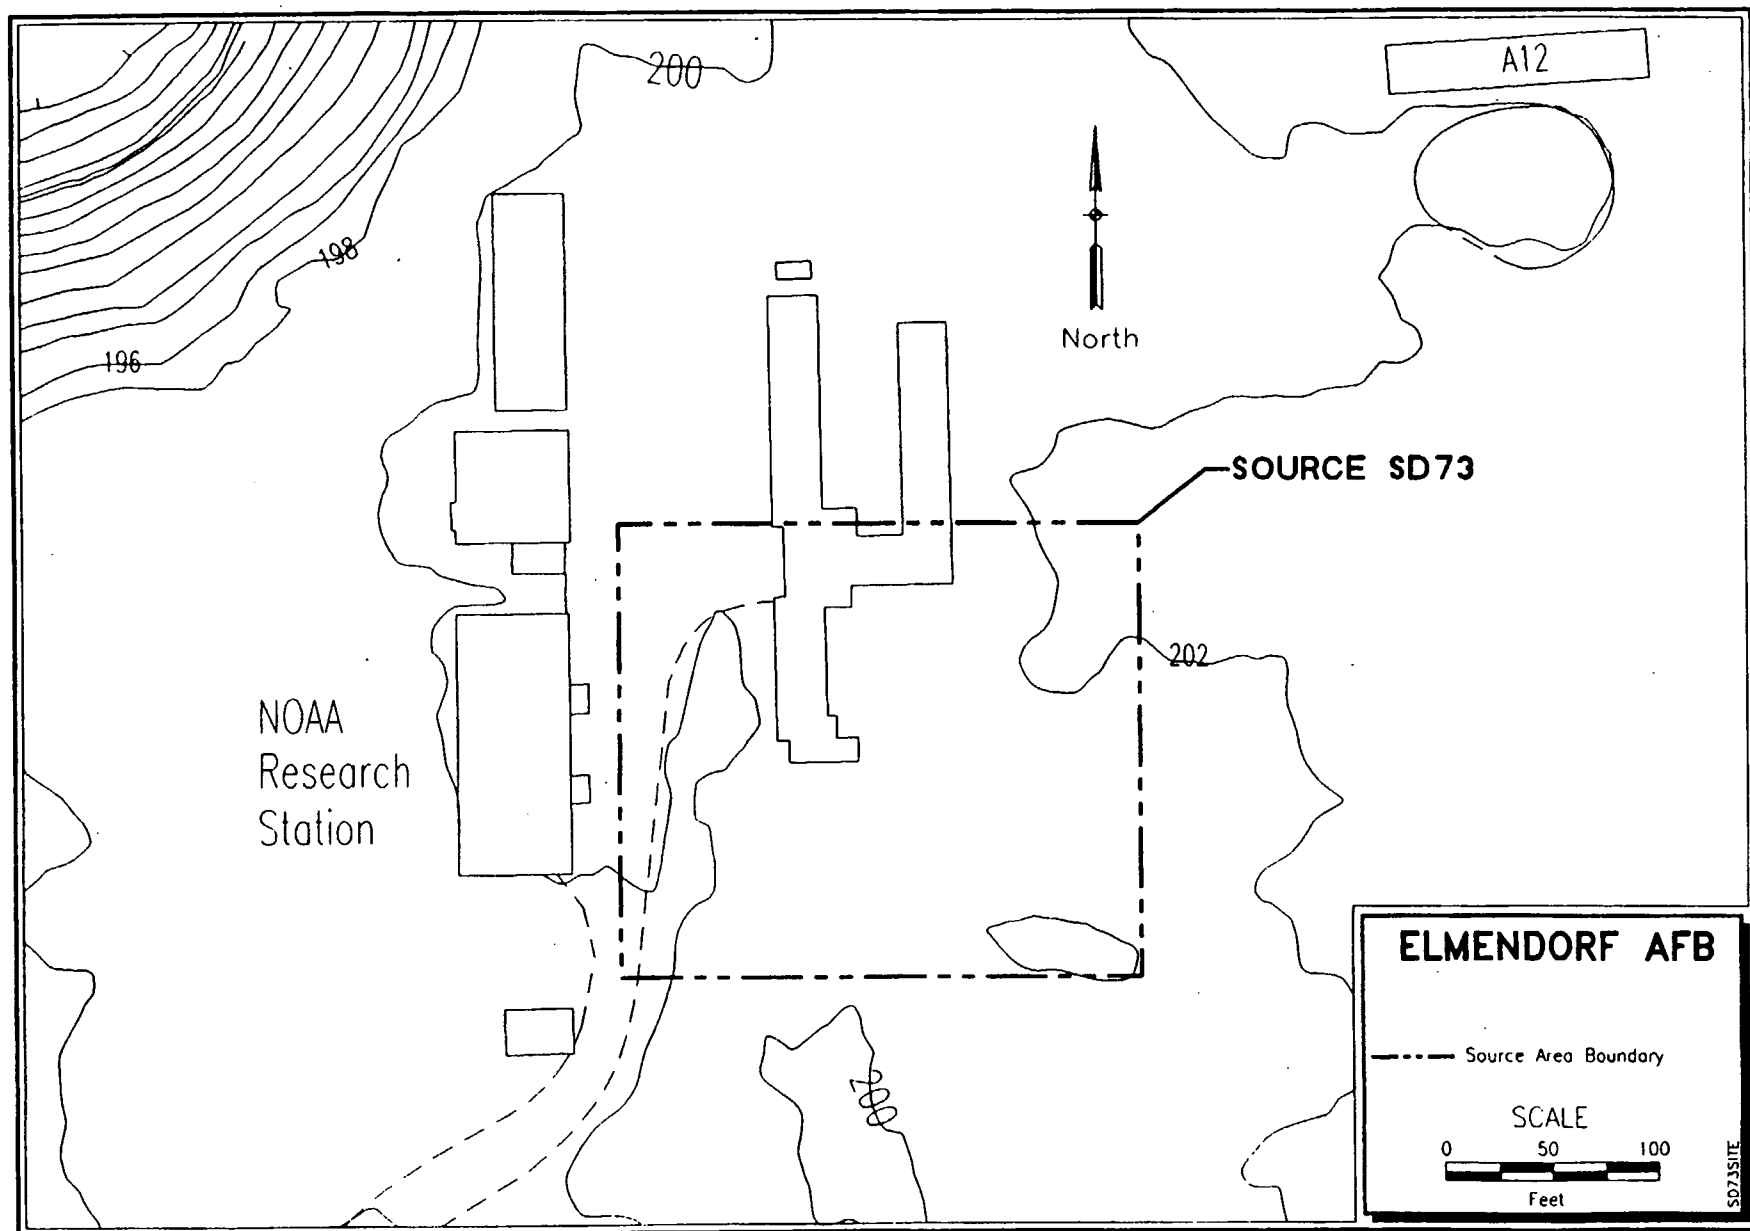 200
A12
198
North
196
SOURCE SD73
202
NOAA
Research
Station
200
ELMENDORF AFB
Source Area Boundary
SCALE
0 50 100
Feet
SD73SITE